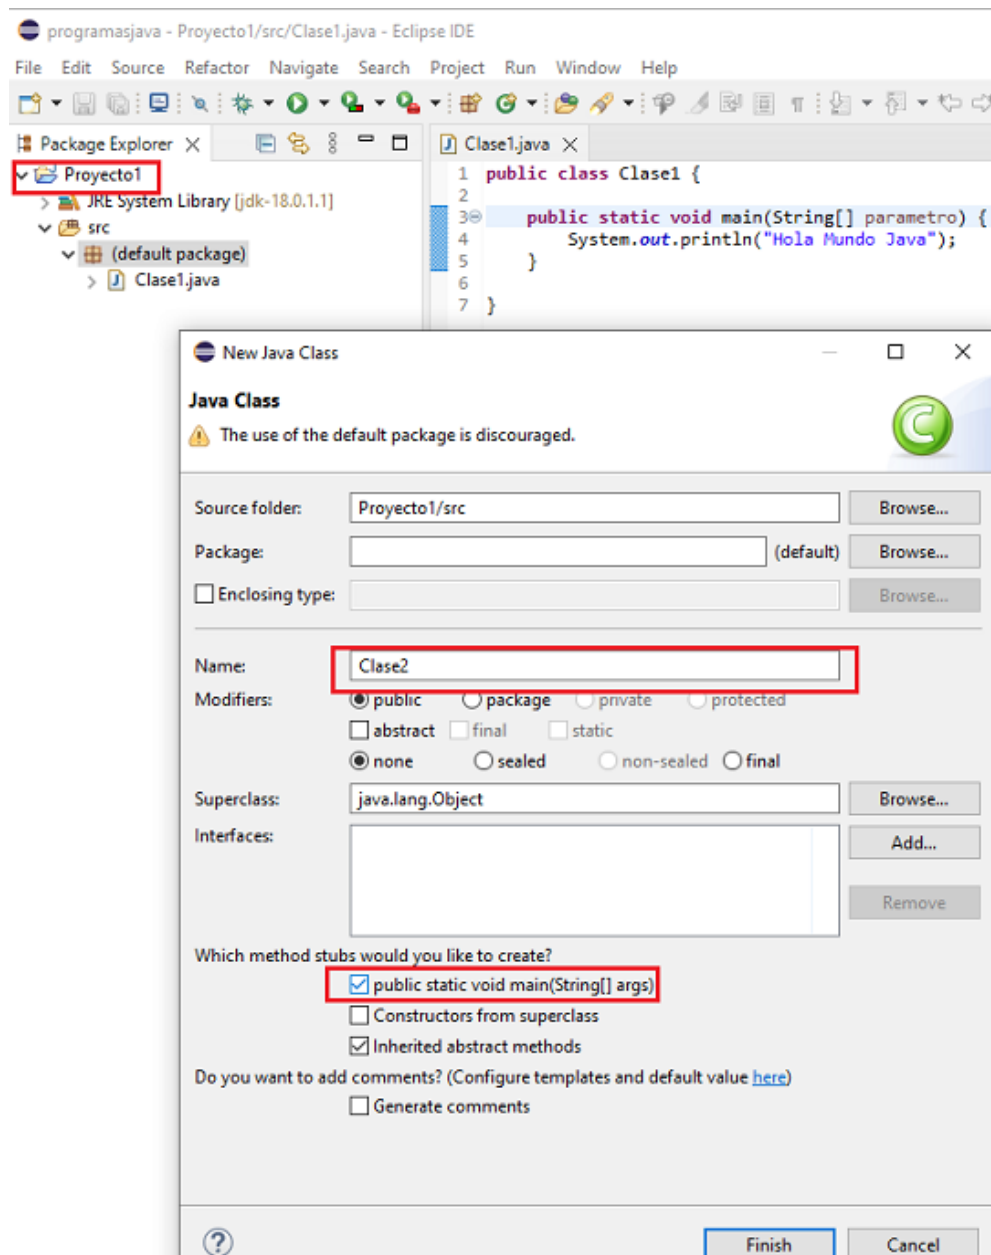 programasjava - Proyecto1/src/Clase1.java - Eclipse IDE
File Edit Source Refactor Navigate Search Project Run Window Help
Package Explorer
Proyecto1
JRE System Library [jdk-18.0.1.1]
src
(default package)
Clase1.java
Clase1.java
1 public class Clase1 {
2
3 public static void main(String[] parametro) {
4 System.out.println("Hola Mundo Java");
5 }
6
7 }
New Java Class
Java Class
The use of the default package is discouraged.
Source folder: Proyecto1/src Browse...
Package: (default) Browse...
Enclosing type: Browse...
Name: Clase2
Modifiers: public package private protected
abstract final static
none sealed non-sealed final
Superclass: java.lang.Object Browse...
Interfaces: Add...
Remove
Which method stubs would you like to create?
public static void main(String[] args)
Constructors from superclass
Inherited abstract methods
Do you want to add comments? (Configure templates and default value here)
Generate comments
? Finish Cancel